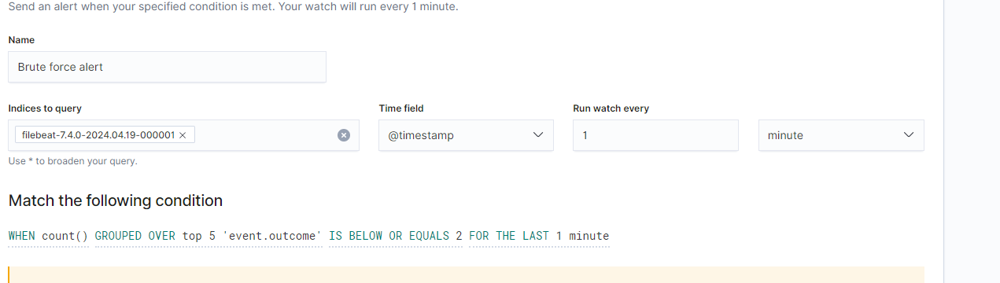 Send an alert when your specified condition is met. Your watch will run every 1 minute.
Name
Brute force alert
Indices to query
Time field
Run watch every
filebeat-7.4.0-2024.04.19-000001 ×
@timestamp
1
minute
Use * to broaden your query.
Match the following condition
WHEN count() GROUPED OVER top 5 'event.outcome' IS BELOW OR EQUALS 2 FOR THE LAST 1 minute